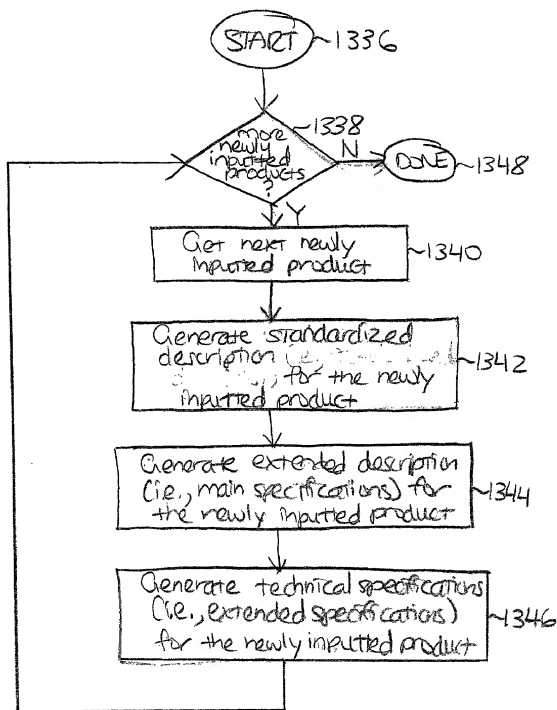 START 1336
1338
more
newly
inputted
products
?
N
DONE 1348
Y
Get next newly
inputted product
1340
Generate standardized
description
for the newly
inputted product
1342
Generate extended description
(i.e., main specifications) for
the newly inputted product
1344
Generate technical specifications
(i.e., extended specifications)
for the newly inputted product
1346